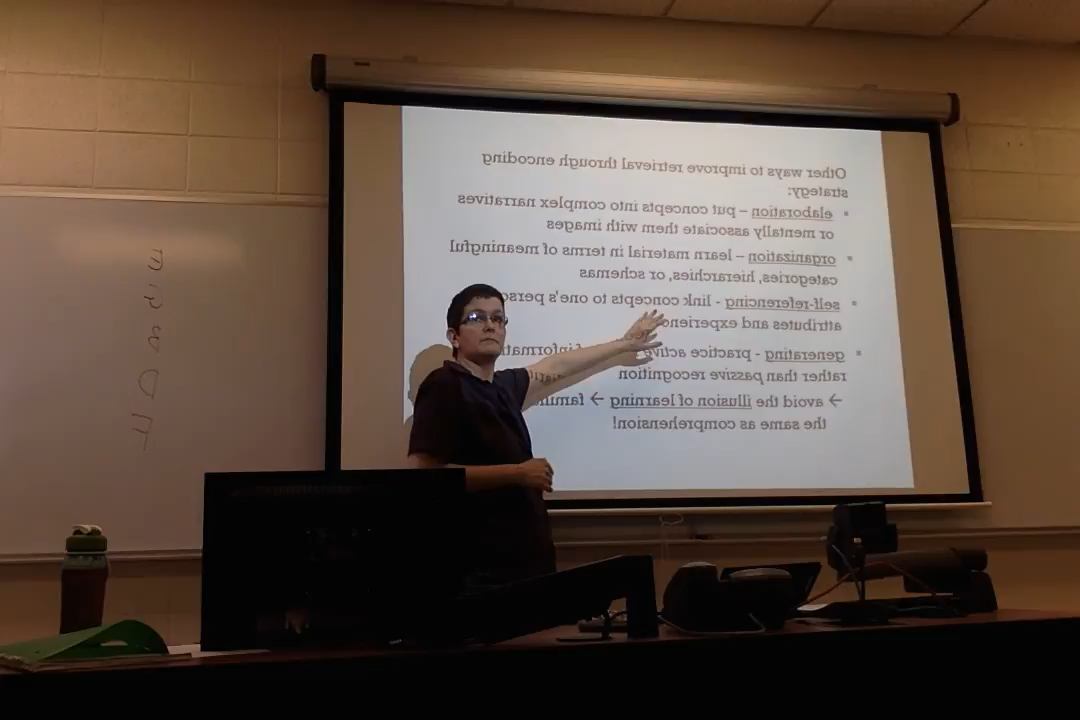 Other ways to improve retrieval through encoding
strategy:
▪ elaboration – put concepts into complex narratives
or mentally associate them with images
▪ organization – learn material in terms of meaningful
categories, hierarchies, or schemas
▪ self-referencing - link concepts to one's
attributes and
▪ generating - practice
rather than passive recognition
→ avoid the illusion of learning →
the same as comprehension!